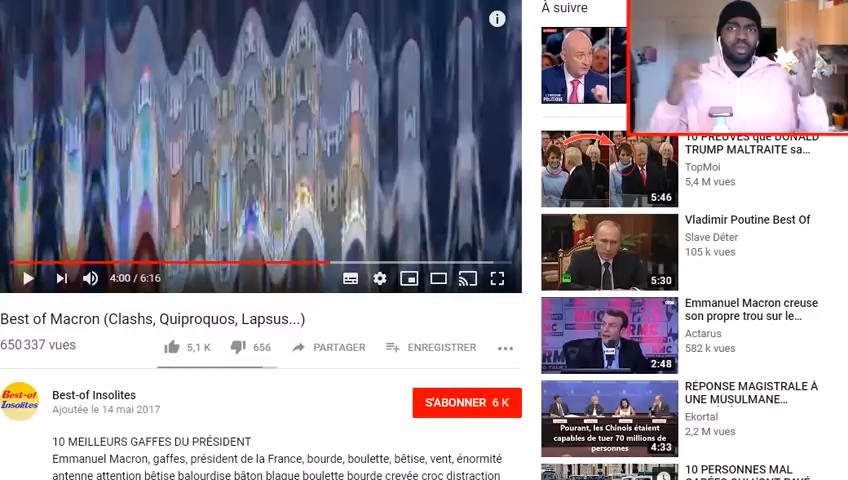 À suivre
POLITIQUE
10 PREUVES que DONALD
TRUMP MALTRAITE sa…
TopMoi
5,4 M vues
5:46
Vladimir Poutine Best Of
Slave Déter
105 k vues
5:30
4:00 / 6:16
Best of Macron (Clashs, Quiproquos, Lapsus...)
650 337 vues
5,1 K
656
PARTAGER
ENREGISTRER
Emmanuel Macron creuse
son propre trou sur le…
Actarus
582 k vues
RMC
2:48
Best-of
Insolites
Best-of Insolites
Ajoutée le 14 mai 2017
S'ABONNER 6 K
RÉPONSE MAGISTRALE À
UNE MUSULMANE…
Ekortal
2,2 M vues
Pourant, les Chinois étaient
capables de tuer 70 millions de
personnes
4:33
10 MEILLEURS GAFFES DU PRÉSIDENT
Emmanuel Macron, gaffes, président de la France, bourde, boulette, bêtise, vent, énormité
antenne attention bêtise balourdise bâton blague boulette bourde crevée croc distraction
10 PERSONNES MAL